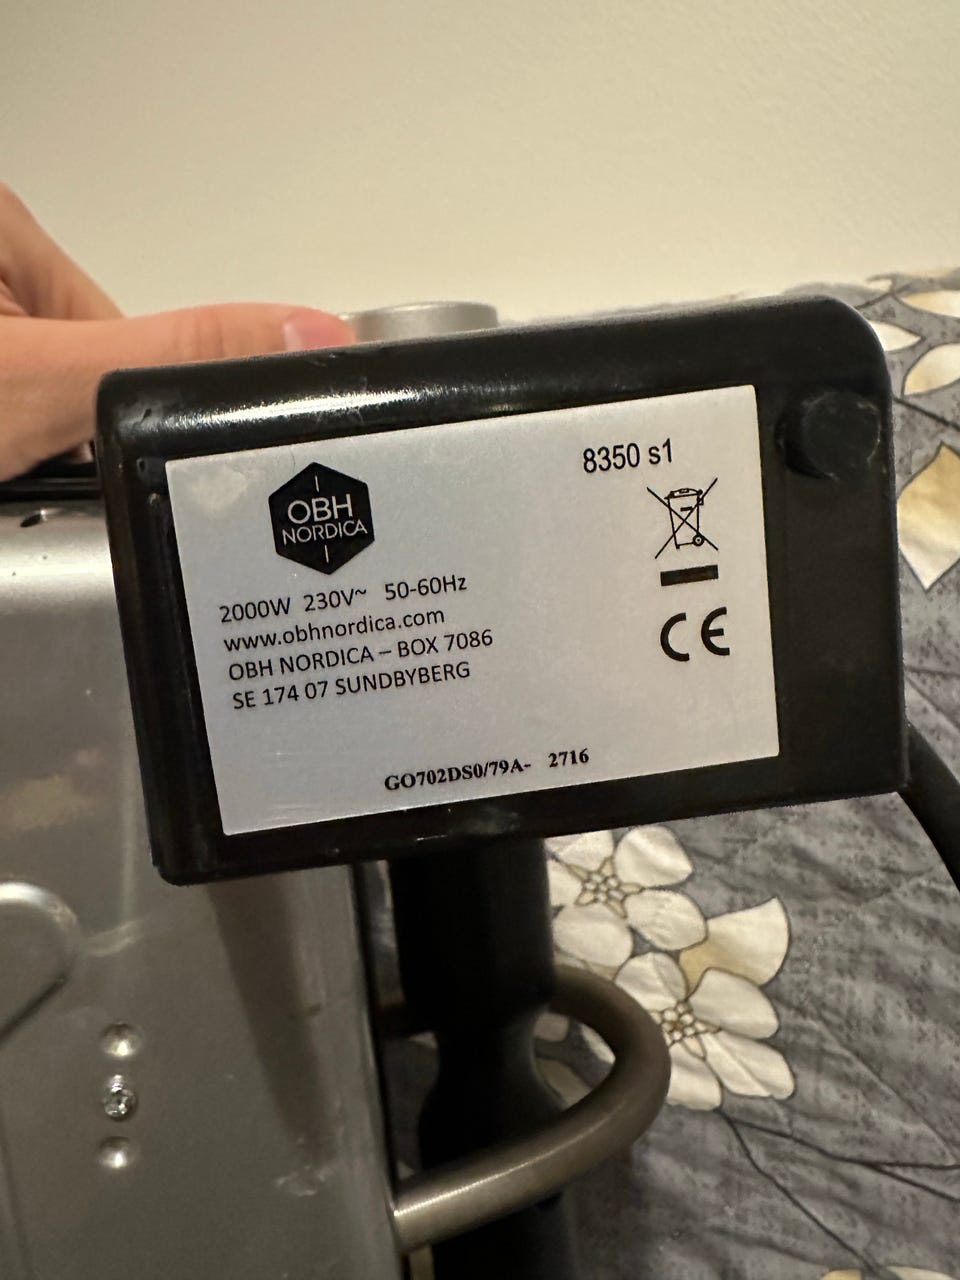 OBH
NORDICA
8350 s1
2000W 230V~ 50-60Hz
www.obhnordica.com
OBH NORDICA – BOX 7086
SE 174 07 SUNDBYBERG
CE
GO702DS0/79A- 2716